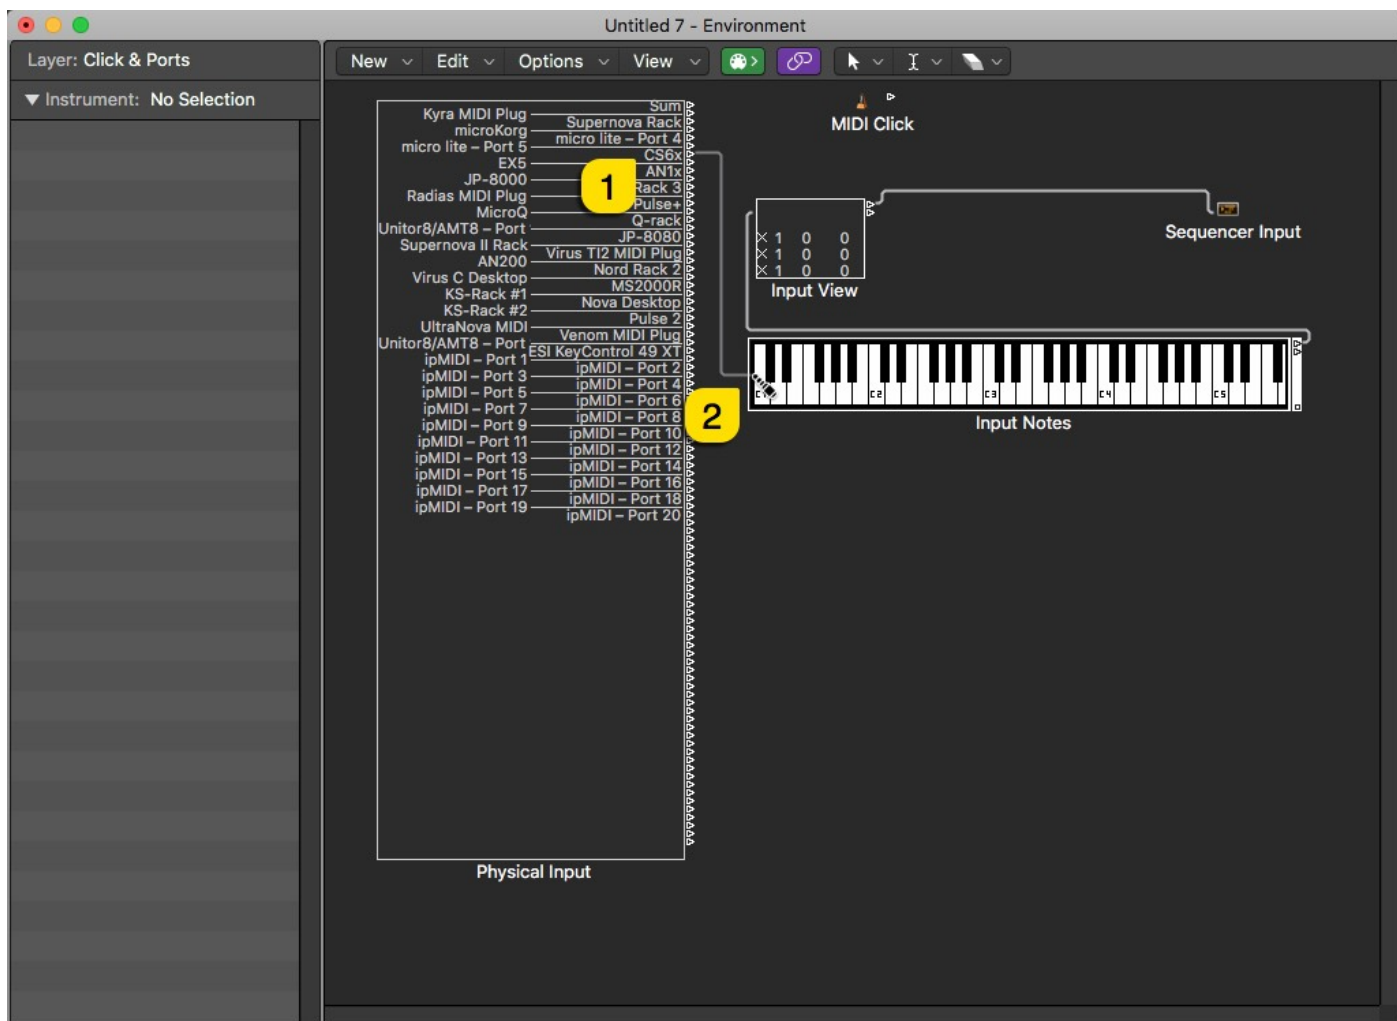 Untitled 7 - Environment
Layer: Click & Ports
New Edit Options View
Instrument: No Selection
Sum
Kyra MIDI Plug
Supernova Rack
microKorg
micro lite – Port 4
micro lite – Port 5
CS6x
EX5
AN1x
JP-8000
Rack 3
Radias MIDI Plug
Pulse+
MicroQ
Q-rack
Unitor8/AMT8 – Port
JP-8080
Supernova II Rack
Virus TI2 MIDI Plug
AN200
Nord Rack 2
Virus C Desktop
MS2000R
KS-Rack #1
Nova Desktop
KS-Rack #2
Pulse 2
UltraNova MIDI
Venom MIDI Plug
Unitor8/AMT8 – Port
ESI KeyControl 49 XT
ipMIDI – Port 1
ipMIDI – Port 2
ipMIDI – Port 3
ipMIDI – Port 4
ipMIDI – Port 5
ipMIDI – Port 6
ipMIDI – Port 7
ipMIDI – Port 8
ipMIDI – Port 9
ipMIDI – Port 10
ipMIDI – Port 11
ipMIDI – Port 12
ipMIDI – Port 13
ipMIDI – Port 14
ipMIDI – Port 15
ipMIDI – Port 16
ipMIDI – Port 17
ipMIDI – Port 18
ipMIDI – Port 19
ipMIDI – Port 20
Physical Input
1
2
MIDI Click
1 0 0
1 0 0
1 0 0
Input View
Sequencer Input
C2 C3 C4 C5
Input Notes